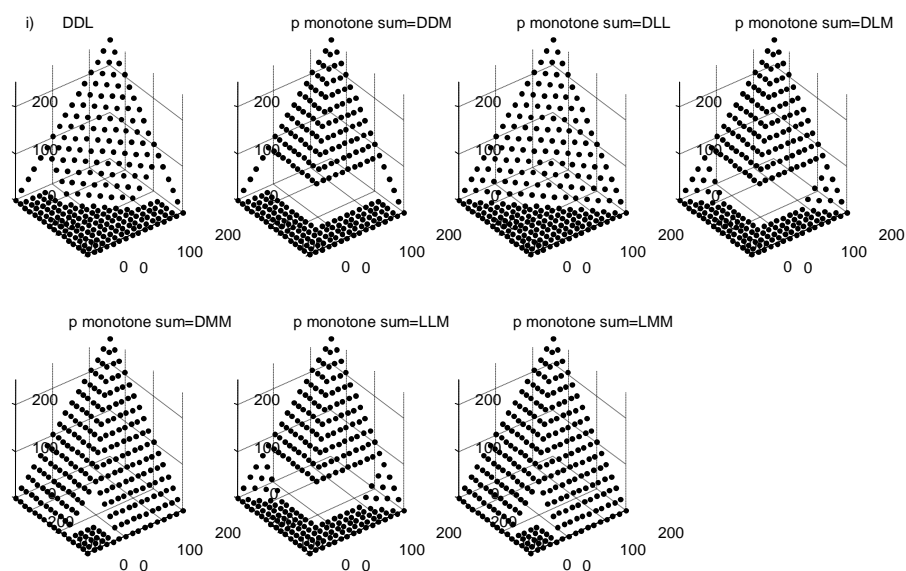 i) DDL p monotone sum=DDM p monotone sum=DLL p monotone sum=DLM
200 200 200 200
100 100 100 100
0 0 0 0
200 200 200 200
100 100 100 100
0 0 0 0 0 0 0 0
p monotone sum=DMM p monotone sum=LLM p monotone sum=LMM
200 200 200
100 100 100
0 0 0
200 200 200 200
100 100 100
0 0 0 0 0 0